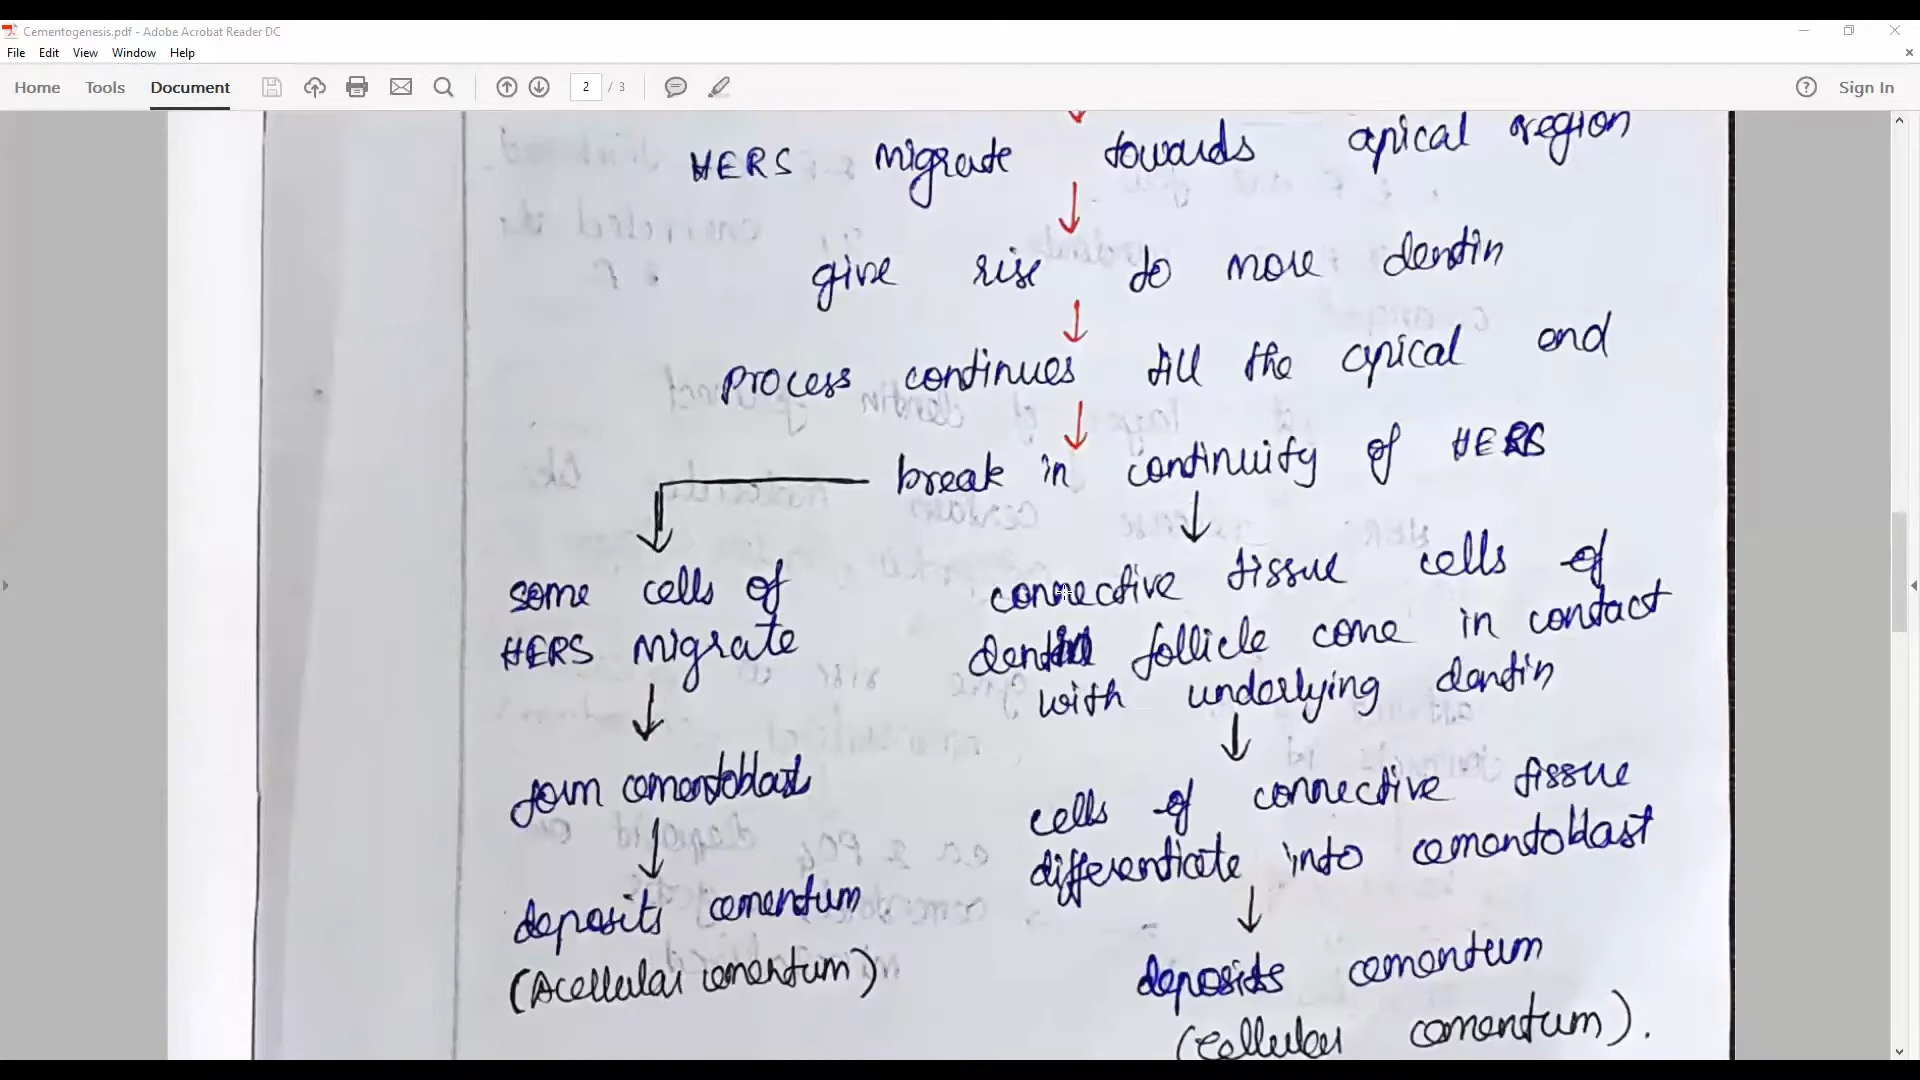 Cementogenesis.pdf - Adobe Acrobat Reader DC
File Edit View Window Help
Home Tools Document 2 / 3 Sign In
HERS migrate towards apical region
give rise to more dentin
Process continues till the apical end
break in continuity of HERS
some cells of
HERS migrate
form cementoblast
deposits cementum
(Acellular cementum)
connective tissue cells of
dental follicle come in contact
with underlying dentin
cells of connective tissue
differentiate into cementoblast
deposits cementum
(cellular cementum).